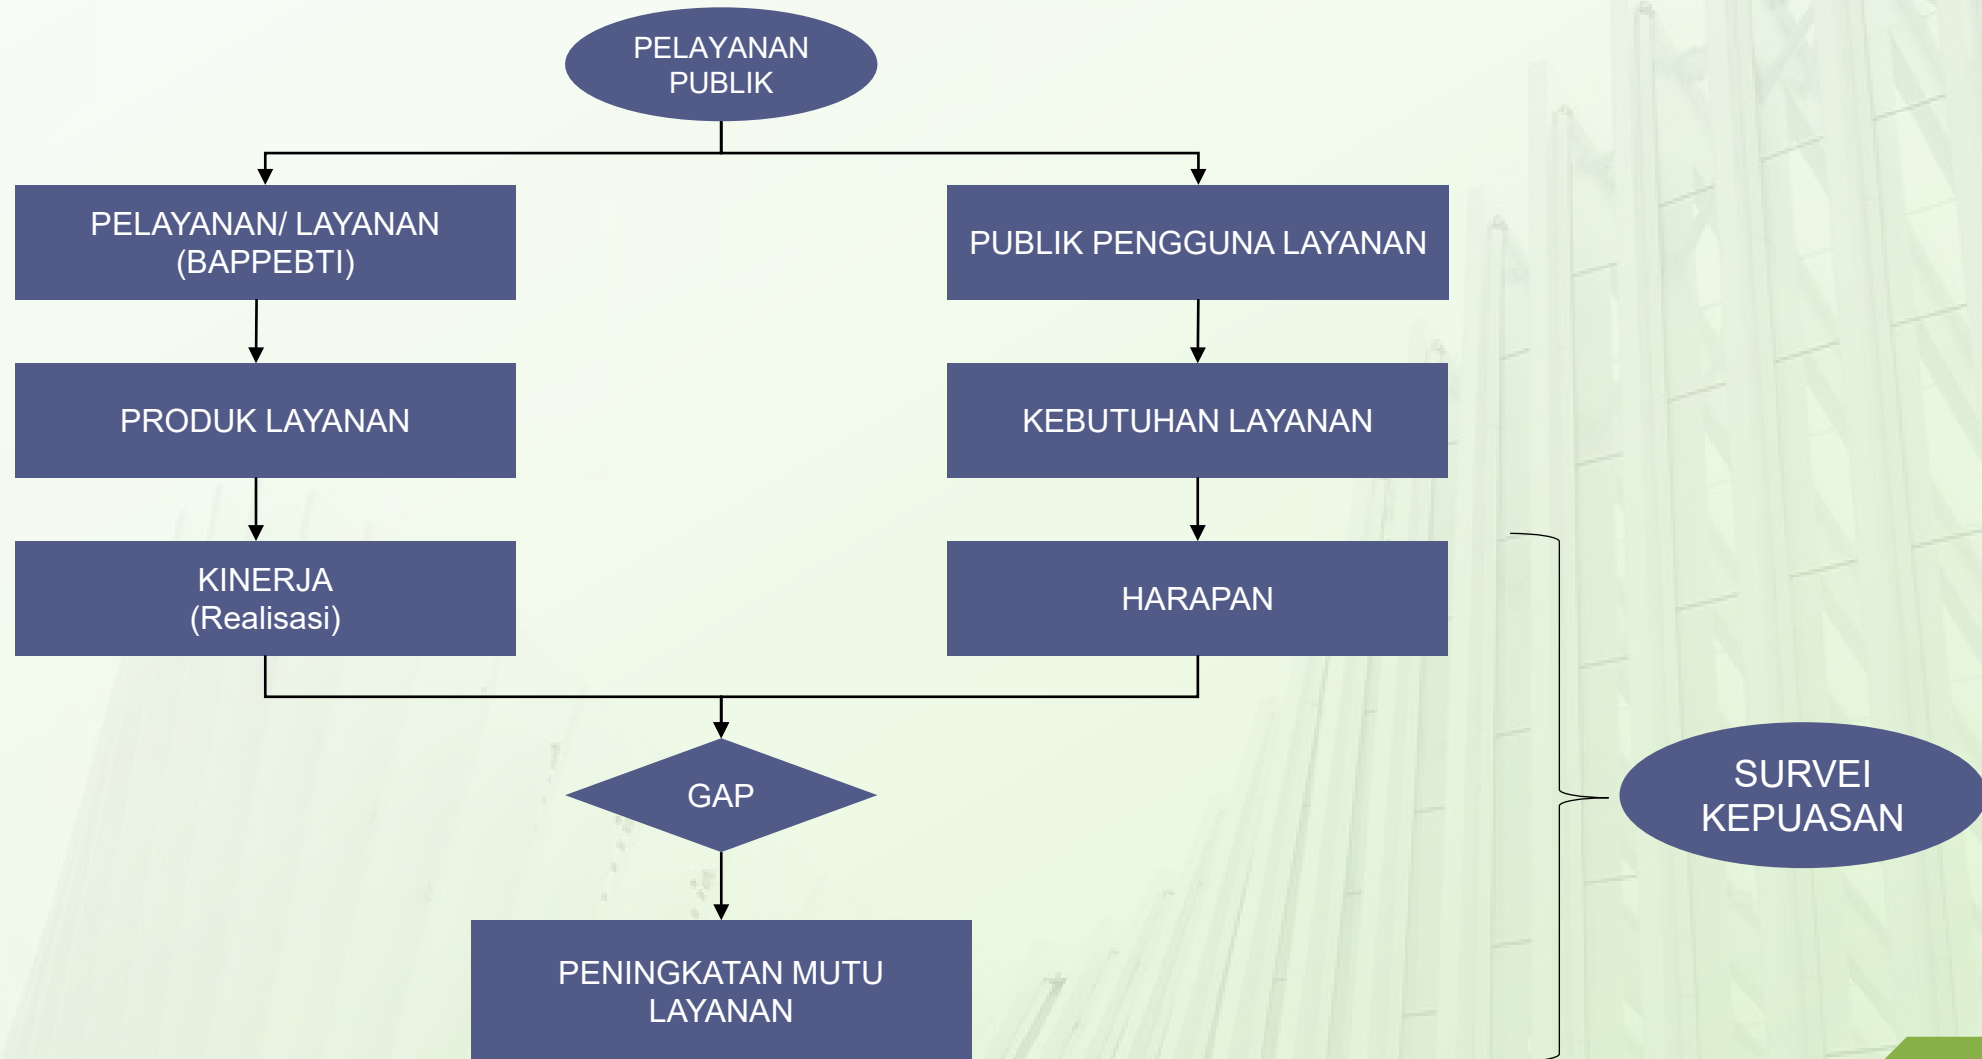 PELAYANAN
PUBLIK
PELAYANAN/ LAYANAN
(BAPPEBTI)
PUBLIK PENGGUNA LAYANAN
PRODUK LAYANAN
KEBUTUHAN LAYANAN
KINERJA
(Realisasi)
HARAPAN
GAP
SURVEI
KEPUASAN
PENINGKATAN MUTU
LAYANAN